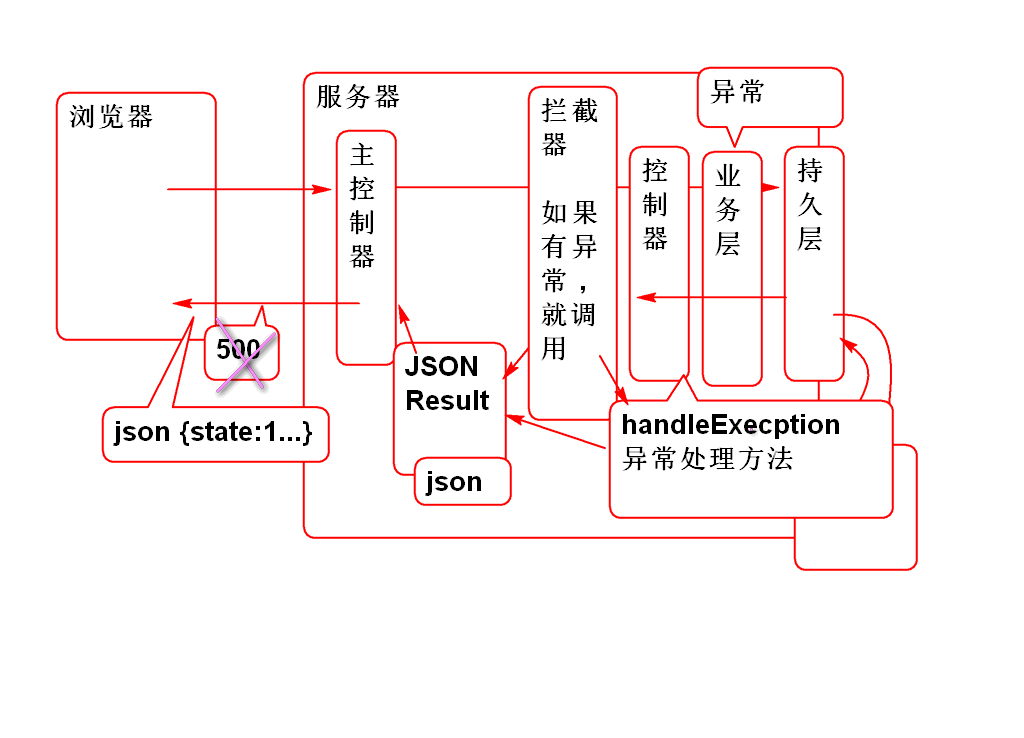 浏览器
服务器
主
控
制
器
拦截
器
如果
有异
常，
就调
用
控
制
器
异常
业
务
层
持
久
层
500
json {state:1...}
JSON
Result
json
handleExecption
异常处理方法